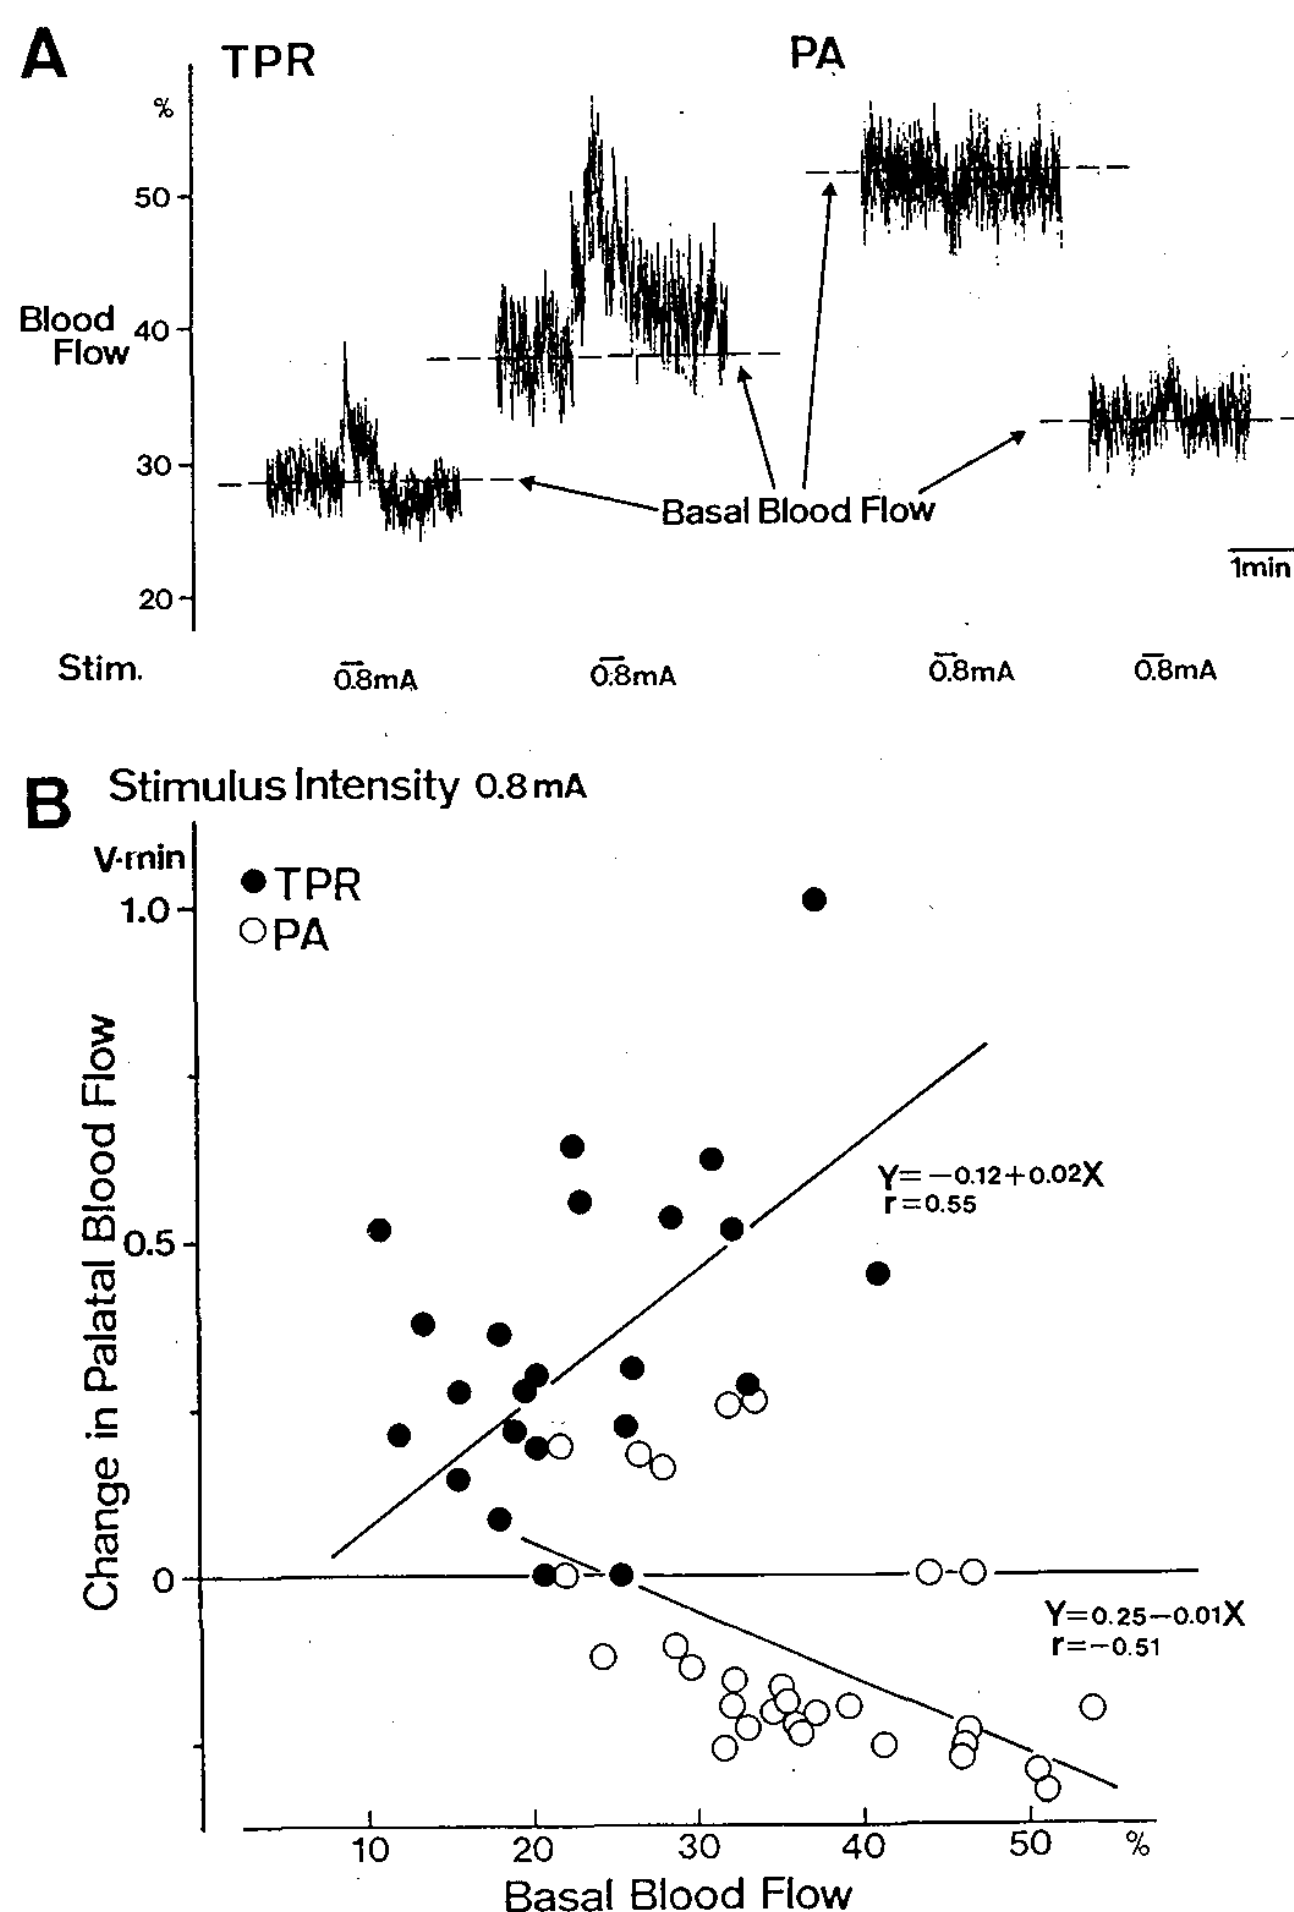 A
TPR
PA
%
50
Blood
Flow
40
30
20
Basal Blood Flow
1min
Stim.
0.8mA
0.8mA
0.8mA
0.8mA
B
Stimulus Intensity 0.8mA
V·min
TPR
PA
1.0
0.5
0
Change in Palatal Blood Flow
Y=-0.12+0.02X
r=0.55
Y=0.25-0.01X
r=-0.51
10
20
30
40
50
%
Basal Blood Flow